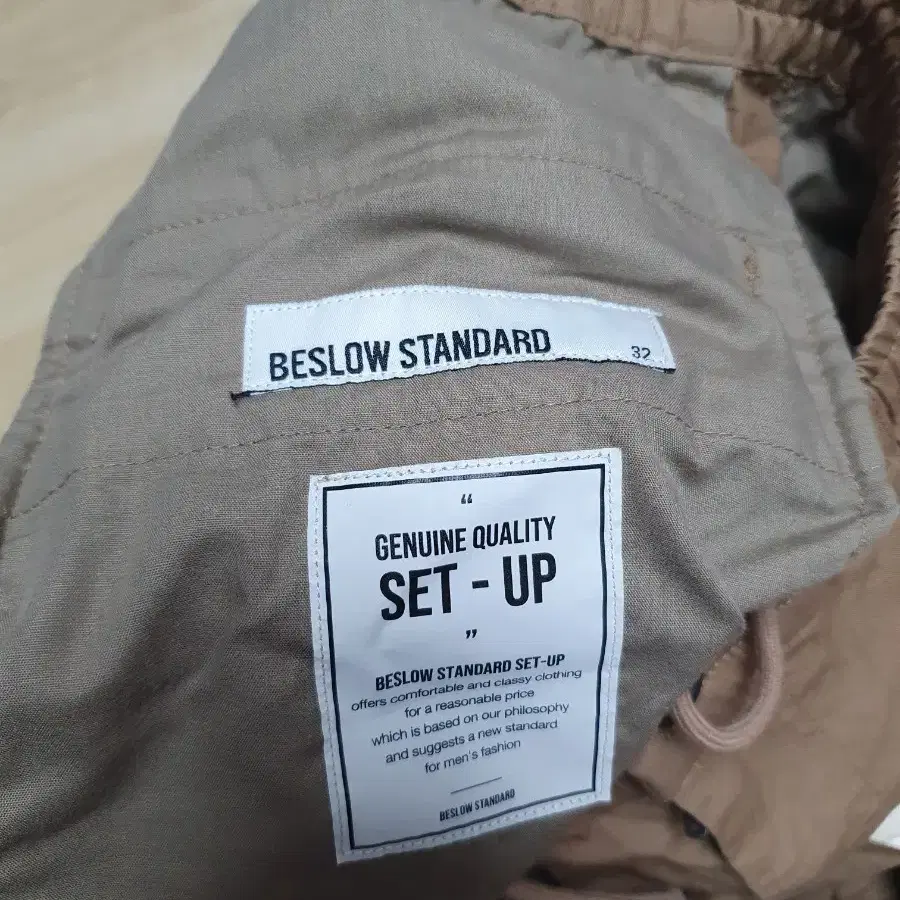 BESLOW STANDARD 32
“
GENUINE QUALITY
SET - UP
”
BESLOW STANDARD SET-UP
offers comfortable and classy clothing
for a reasonable price
which is based on our philosophy
and suggests a new standard
for men's fashion
BESLOW STANDARD